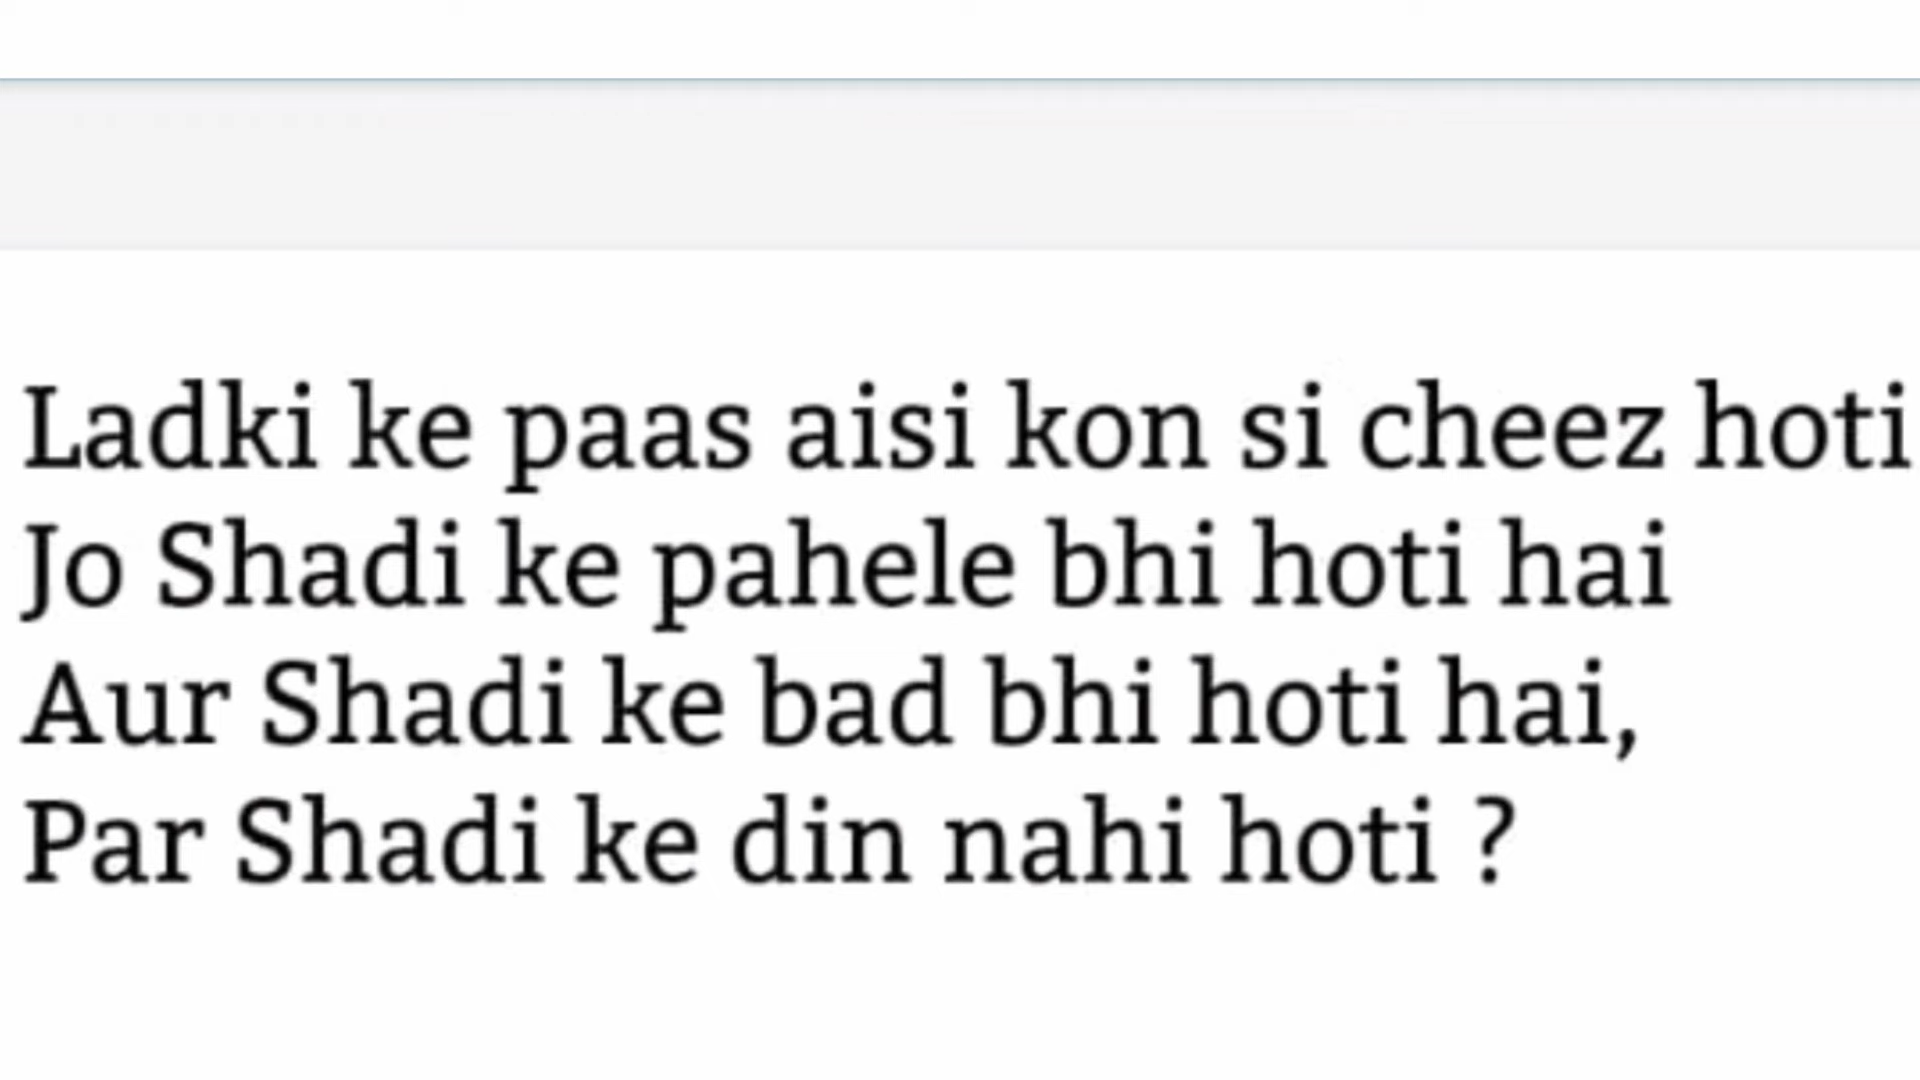 Ladki ke paas aisi kon si cheez hoti
Jo Shadi ke pahele bhi hoti hai
Aur Shadi ke bad bhi hoti hai,
Par Shadi ke din nahi hoti ?